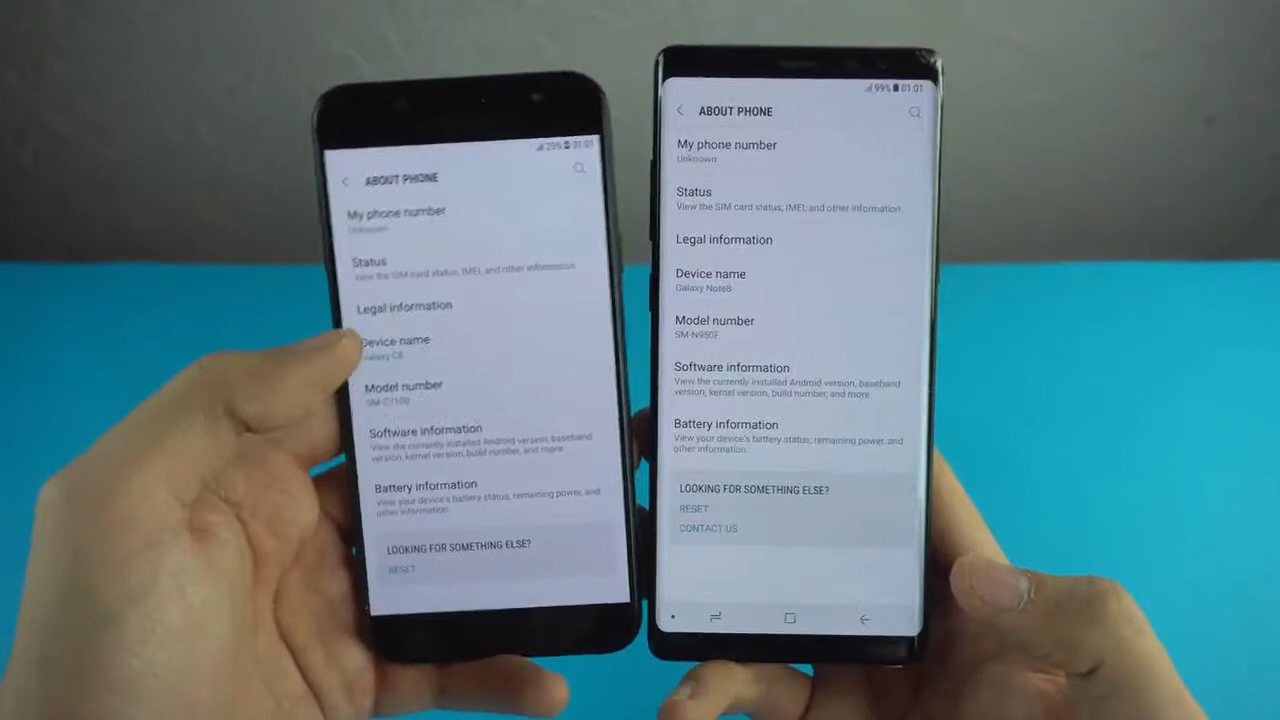 25% 01:01
ABOUT PHONE
My phone number
Unknown
Status
View the SIM card status, IMEI, and other information.
Legal information
Device name
Galaxy C8
Model number
Software information
View the currently installed Android version, baseband
version, kernel version, build number, and more.
Battery information
View your device's battery status, remaining power, and
other information.
LOOKING FOR SOMETHING ELSE?
RESET
99% 01:01
ABOUT PHONE
My phone number
Unknown
Status
View the SIM card status, IMEI, and other information.
Legal information
Device name
Galaxy Note8
Model number
SM-N950F
Software information
View the currently installed Android version, baseband
version, kernel version, build number, and more.
Battery information
View your device's battery status, remaining power, and
other information.
LOOKING FOR SOMETHING ELSE?
RESET
CONTACT US